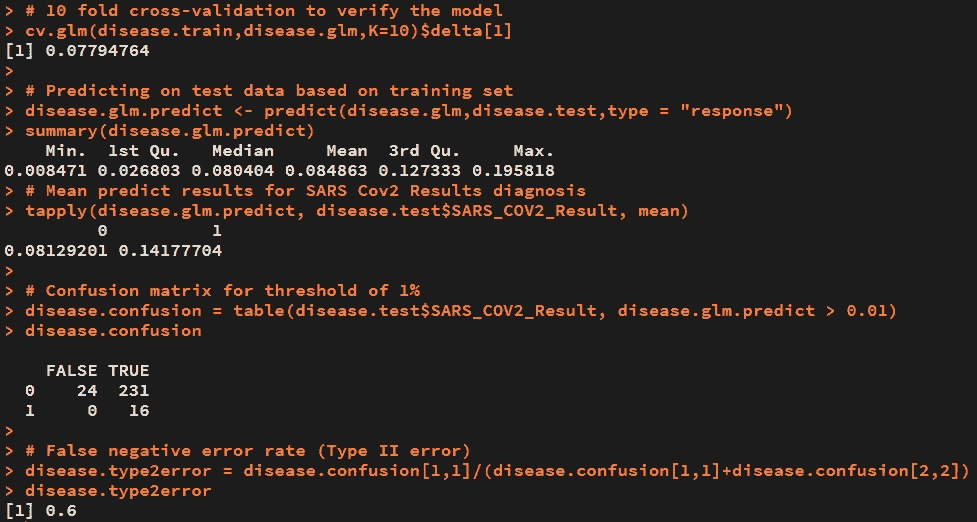 > # 10 fold cross-validation to verify the model
> cv.glm(disease.train,disease.glm,K=10)$delta[1]
[1] 0.07794764
>
> # Predicting on test data based on training set
> disease.glm.predict <- predict(disease.glm,disease.test,type = "response")
> summary(disease.glm.predict)
    Min.  1st Qu.   Median     Mean  3rd Qu.     Max.
0.008471 0.026803 0.080404 0.084863 0.127333 0.195818
> # Mean predict results for SARS Cov2 Results diagnosis
> tapply(disease.glm.predict, disease.test$SARS_COV2_Result, mean)
         0          1
0.08129201 0.14177704
>
> # Confusion matrix for threshold of 1%
> disease.confusion = table(disease.test$SARS_COV2_Result, disease.glm.predict > 0.01)
> disease.confusion
    FALSE TRUE
  0    24  231
  1     0   16
>
> # False negative error rate (Type II error)
> disease.type2error = disease.confusion[1,1]/(disease.confusion[1,1]+disease.confusion[2,2])
> disease.type2error
[1] 0.6